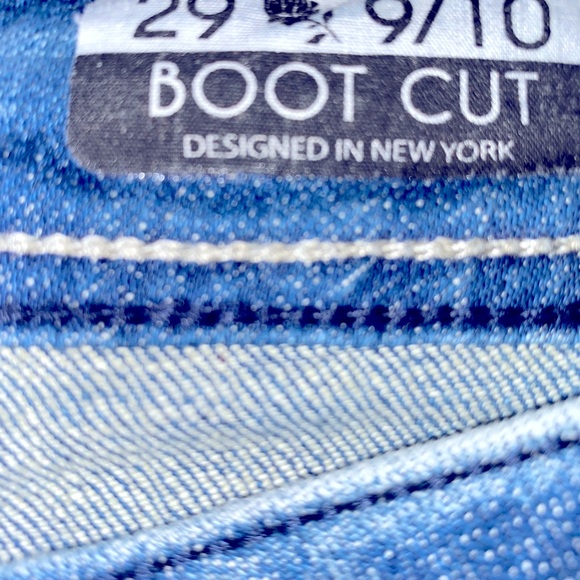 29 9/10
BOOT CUT
DESIGNED IN NEW YORK